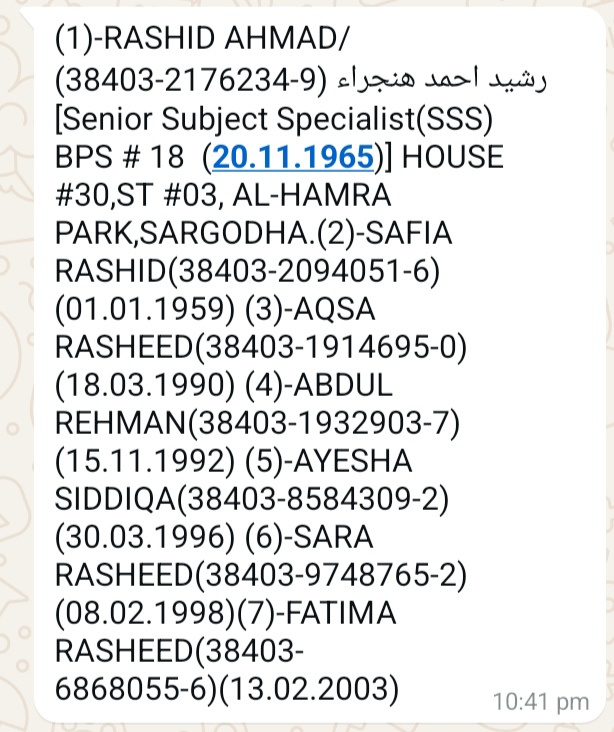 (1)-RASHID AHMAD/
(38403-2176234-9) رشيد احمد هنجراء
[Senior Subject Specialist(SSS)
BPS # 18  (20.11.1965)] HOUSE
#30,ST #03, AL-HAMRA
PARK,SARGODHA.(2)-SAFIA
RASHID(38403-2094051-6)
(01.01.1959) (3)-AQSA
RASHEED(38403-1914695-0)
(18.03.1990) (4)-ABDUL
REHMAN(38403-1932903-7)
(15.11.1992) (5)-AYESHA
SIDDIQA(38403-8584309-2)
(30.03.1996) (6)-SARA
RASHEED(38403-9748765-2)
(08.02.1998)(7)-FATIMA
RASHEED(38403-
6868055-6)(13.02.2003)
10:41 pm